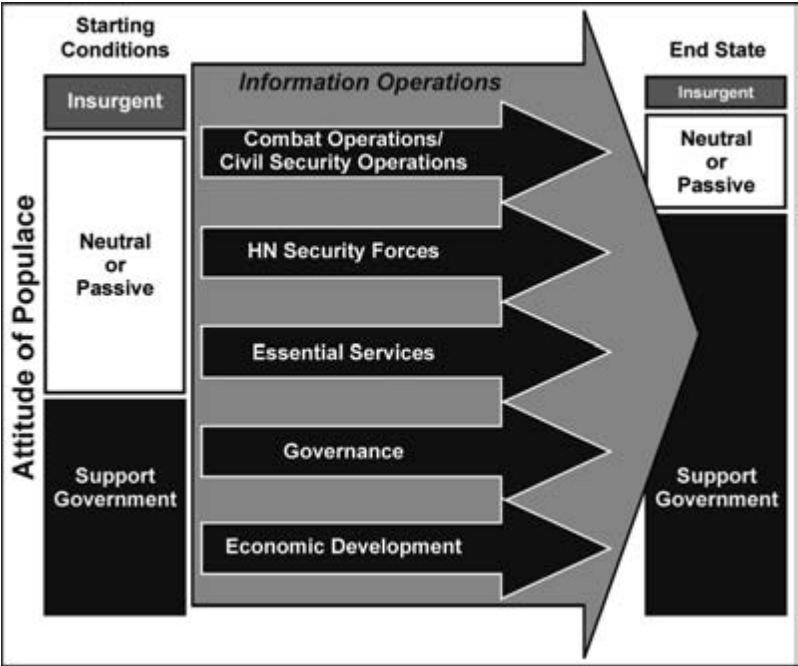 Starting
Conditions
Insurgent
Neutral
or
Passive
Support
Government
Attitude of Populace
Information Operations
Combat Operations/
Civil Security Operations
HN Security Forces
Essential Services
Governance
Economic Development
End State
Insurgent
Neutral
or
Passive
Support
Government